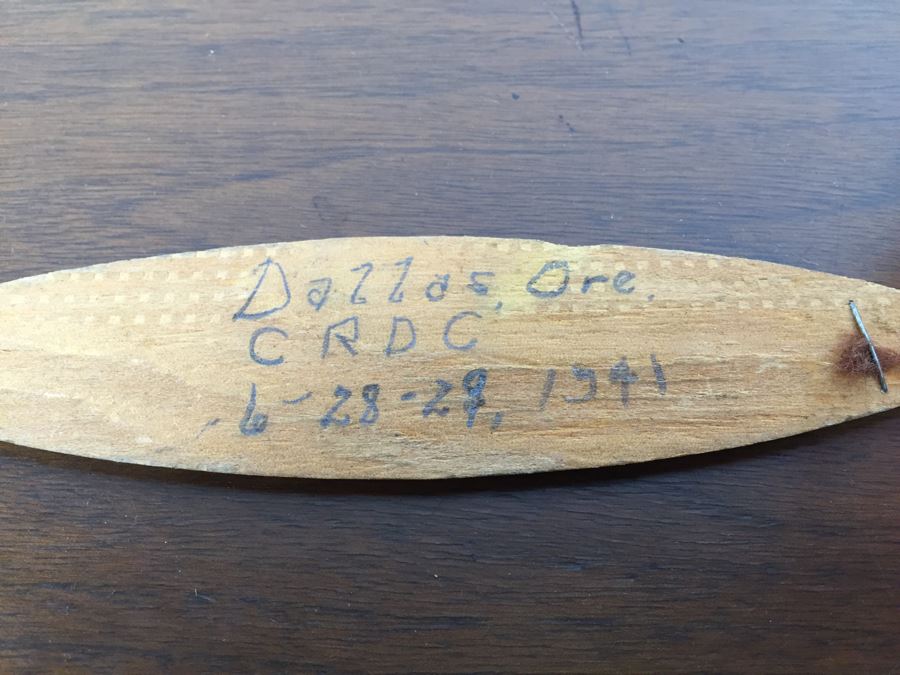 Dallas, Ore.
CRDC
-6-28-29, 1941